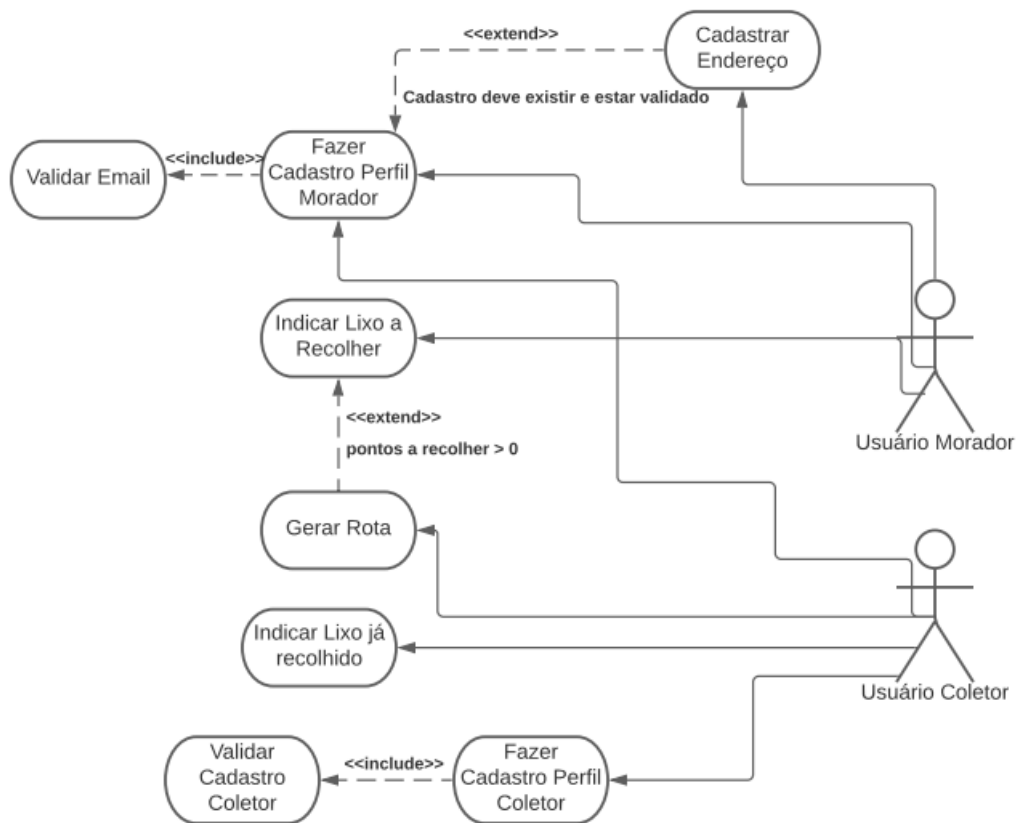 <<extend>>
Cadastrar
Endereço
Cadastro deve existir e estar validado
Validar Email
<<include>>
Fazer
Cadastro Perfil
Morador
Indicar Lixo a
Recolher
<<extend>>
pontos a recolher > 0
Usuário Morador
Gerar Rota
Indicar Lixo já
recolhido
Usuário Coletor
Validar
Cadastro
Coletor
<<include>>
Fazer
Cadastro Perfil
Coletor